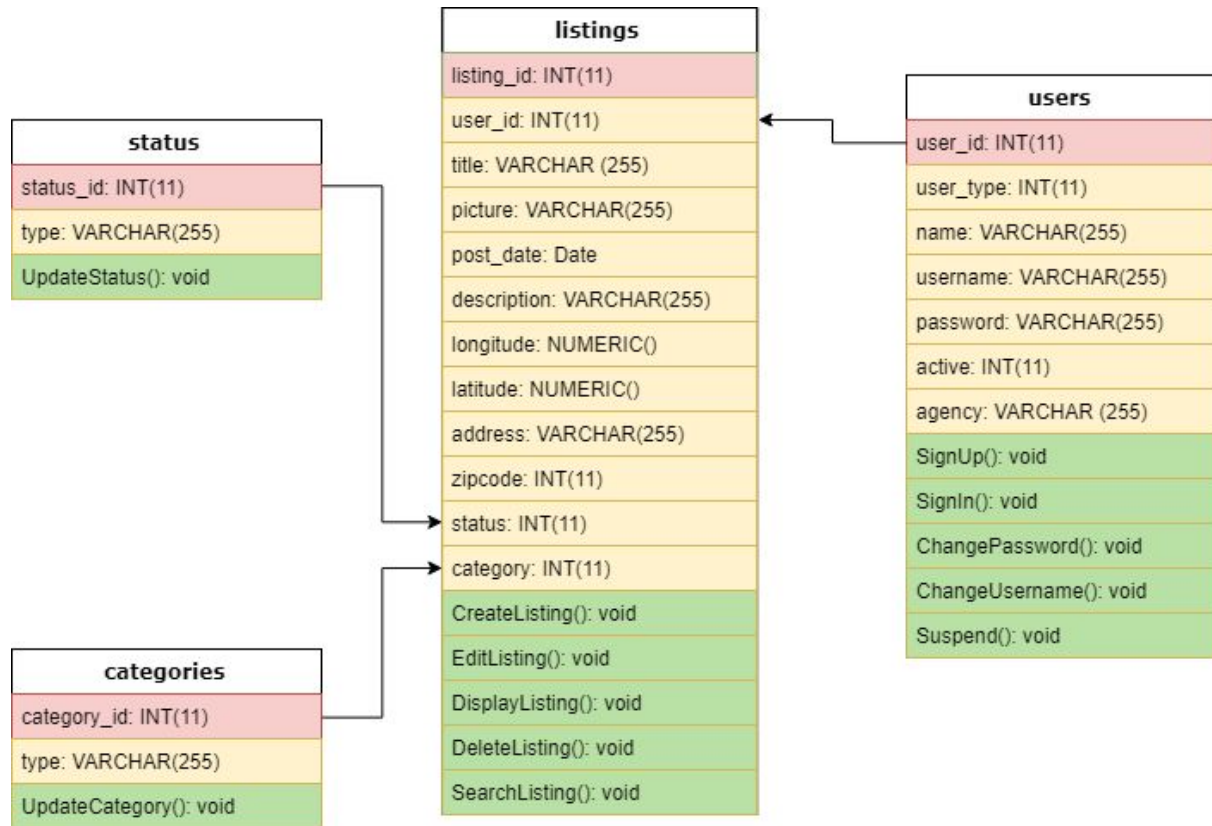 listings
listing_id: INT(11)
user_id: INT(11)
title: VARCHAR (255)
picture: VARCHAR(255)
post_date: Date
description: VARCHAR(255)
longitude: NUMERIC()
latitude: NUMERIC()
address: VARCHAR(255)
zipcode: INT(11)
status: INT(11)
category: INT(11)
CreateListing(): void
EditListing(): void
DisplayListing(): void
DeleteListing(): void
SearchListing(): void
status
status_id: INT(11)
type: VARCHAR(255)
UpdateStatus(): void
categories
category_id: INT(11)
type: VARCHAR(255)
UpdateCategory(): void
users
user_id: INT(11)
user_type: INT(11)
name: VARCHAR(255)
username: VARCHAR(255)
password: VARCHAR(255)
active: INT(11)
agency: VARCHAR (255)
SignUp(): void
SignIn(): void
ChangePassword(): void
ChangeUsername(): void
Suspend(): void